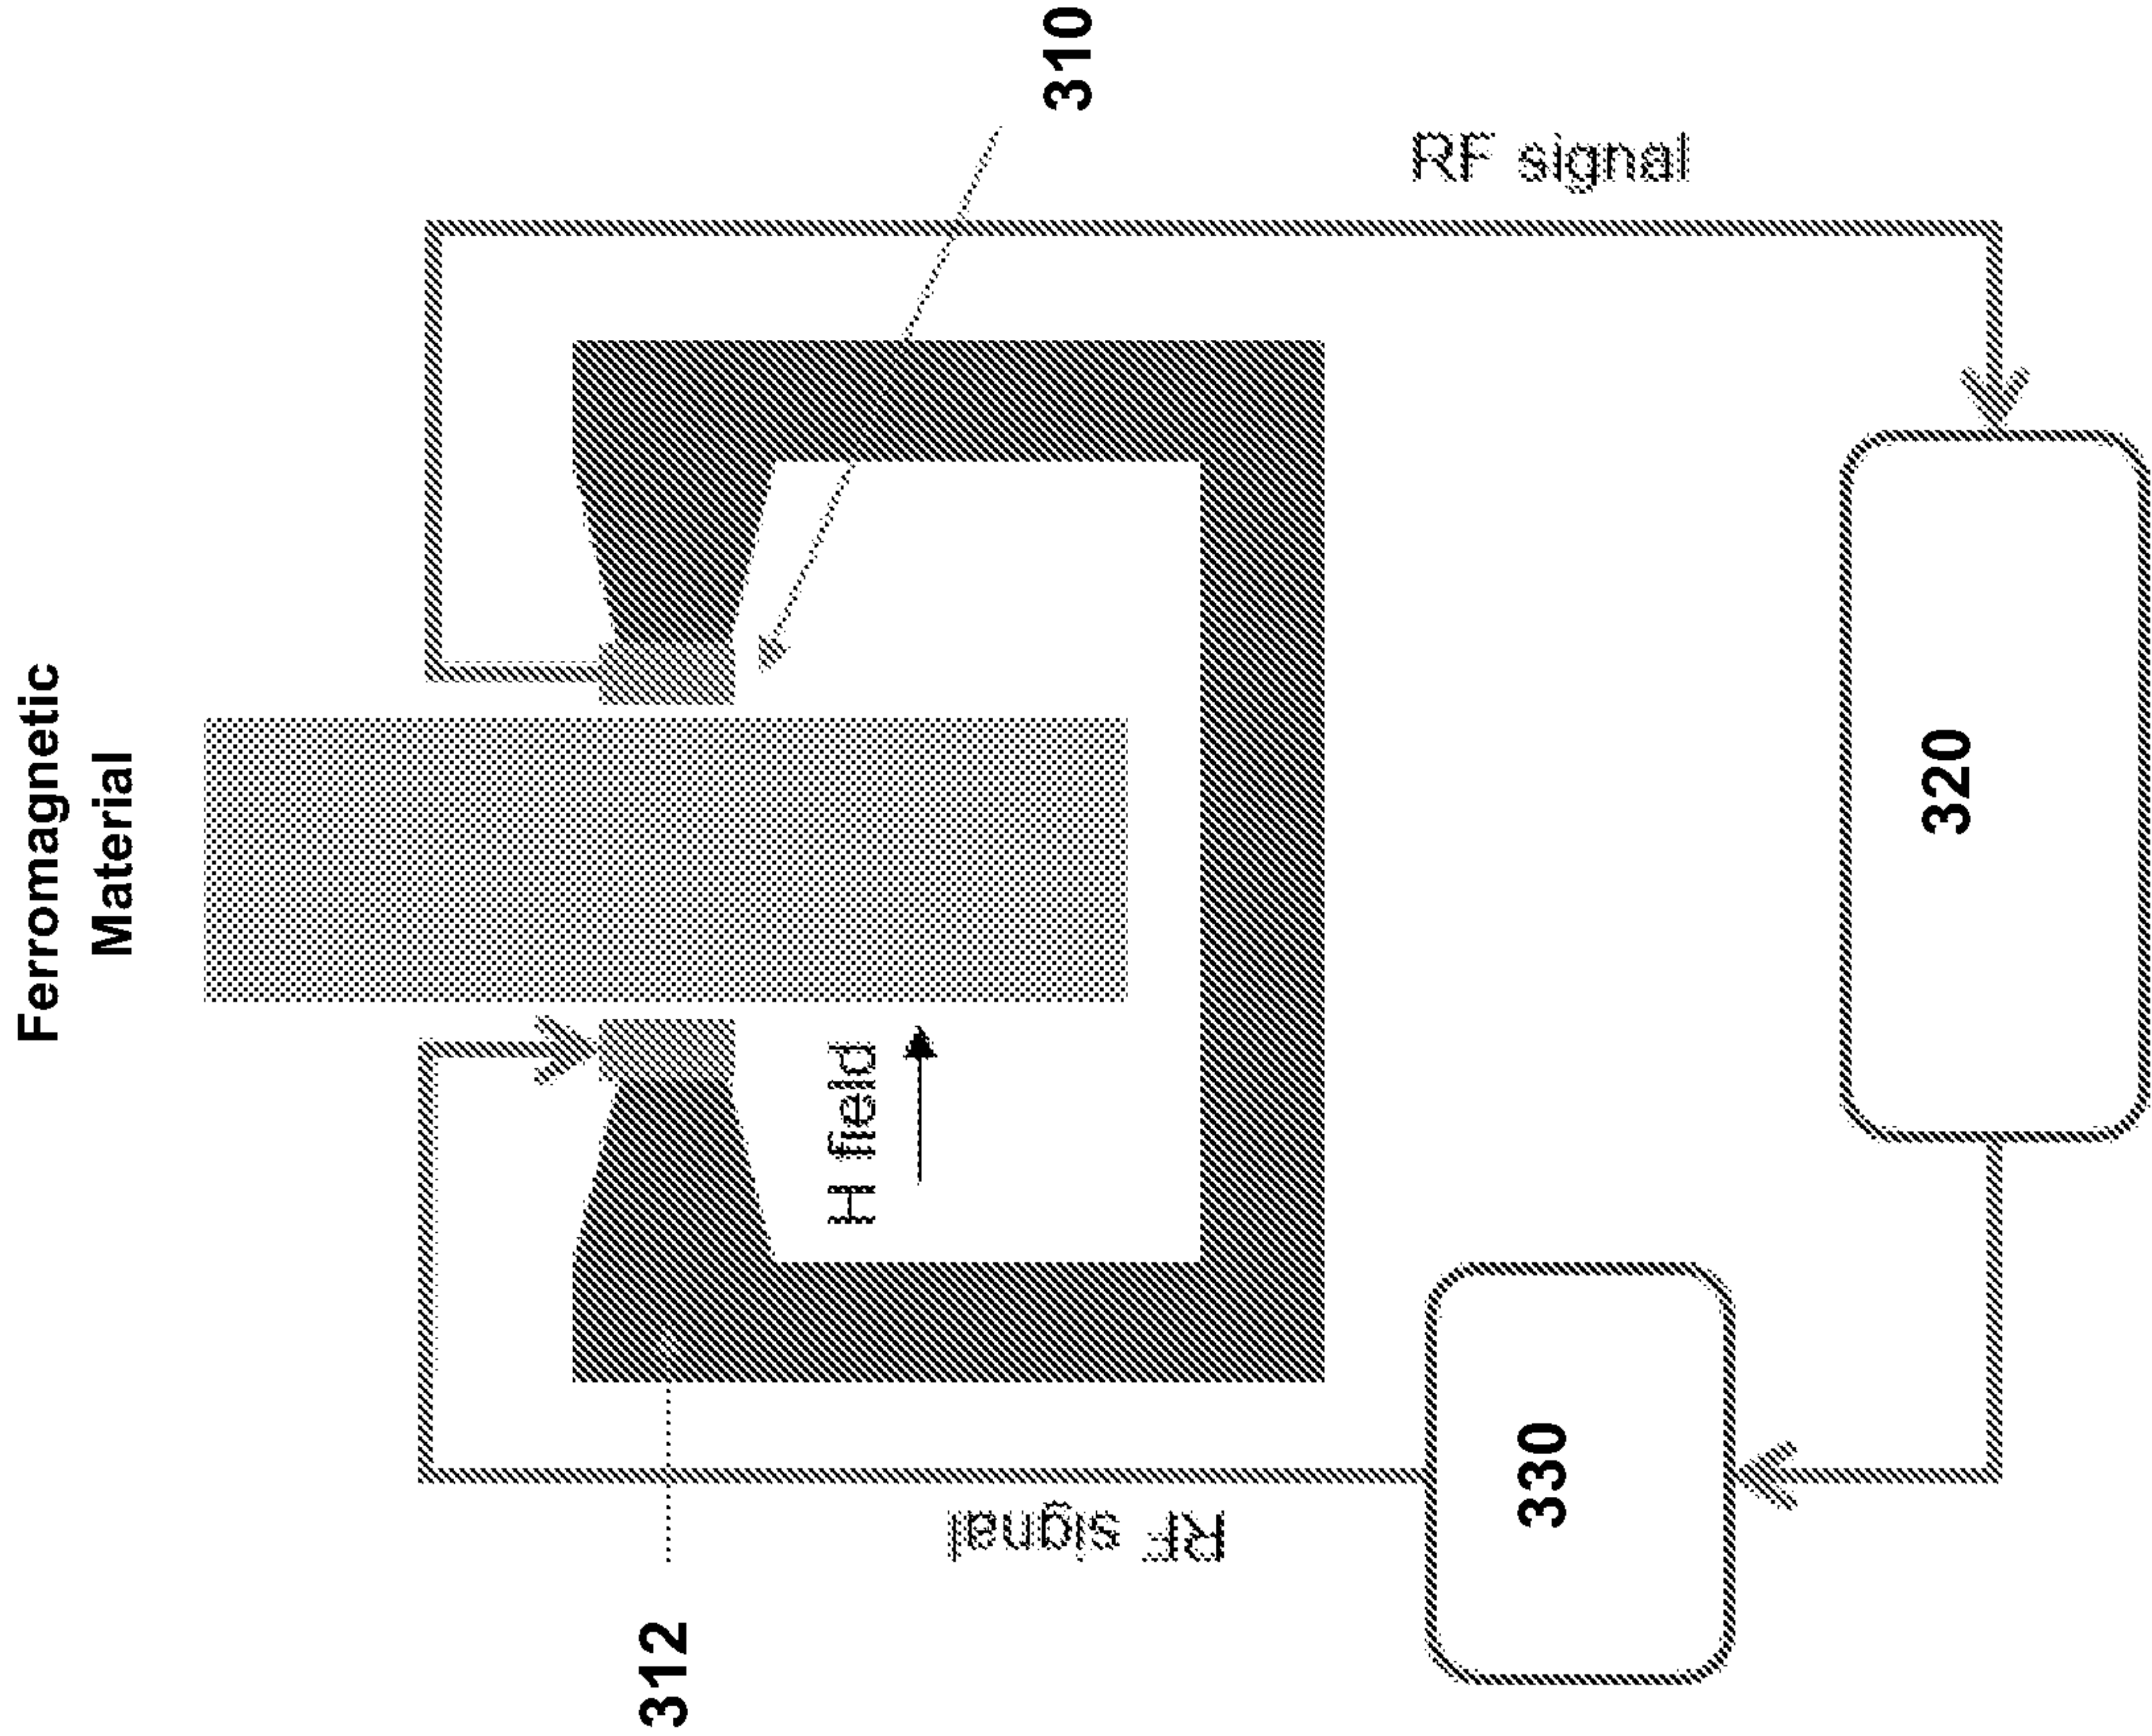 Ferromagnetic
Material
310
RF signal
H field
320
330
RF signal
312